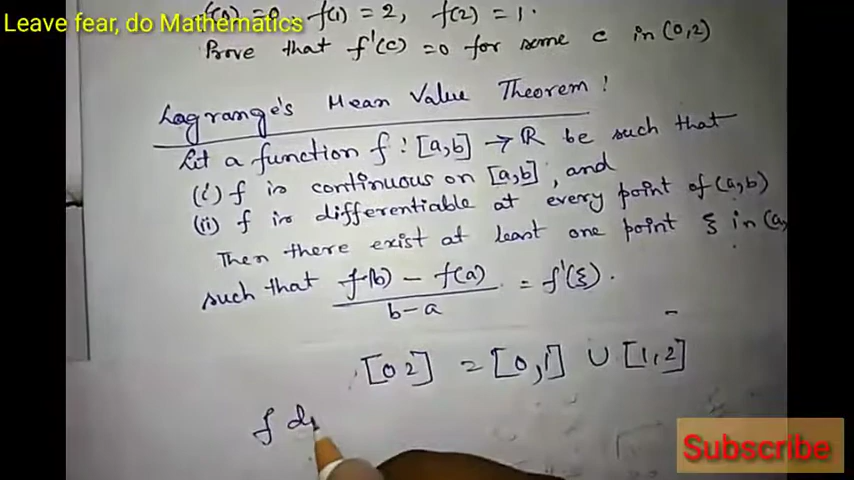 Leave fear, do Mathematics
f(0) = 0, f(1) = 2, f(2) = 1.
Prove that f'(c) = 0 for some c in (0,2)
Lagrange's Mean Value Theorem!
Let a function f : [a,b] → ℝ be such that
(i) f is continuous on [a,b], and
(ii) f is differentiable at every point of (a,b)
Then there exist at least one point ξ in (a,
such that f(b) - f(a) / b-a = f'(ξ).
[0 2] = [0,1] ∪ [1,2]
f
Subscribe